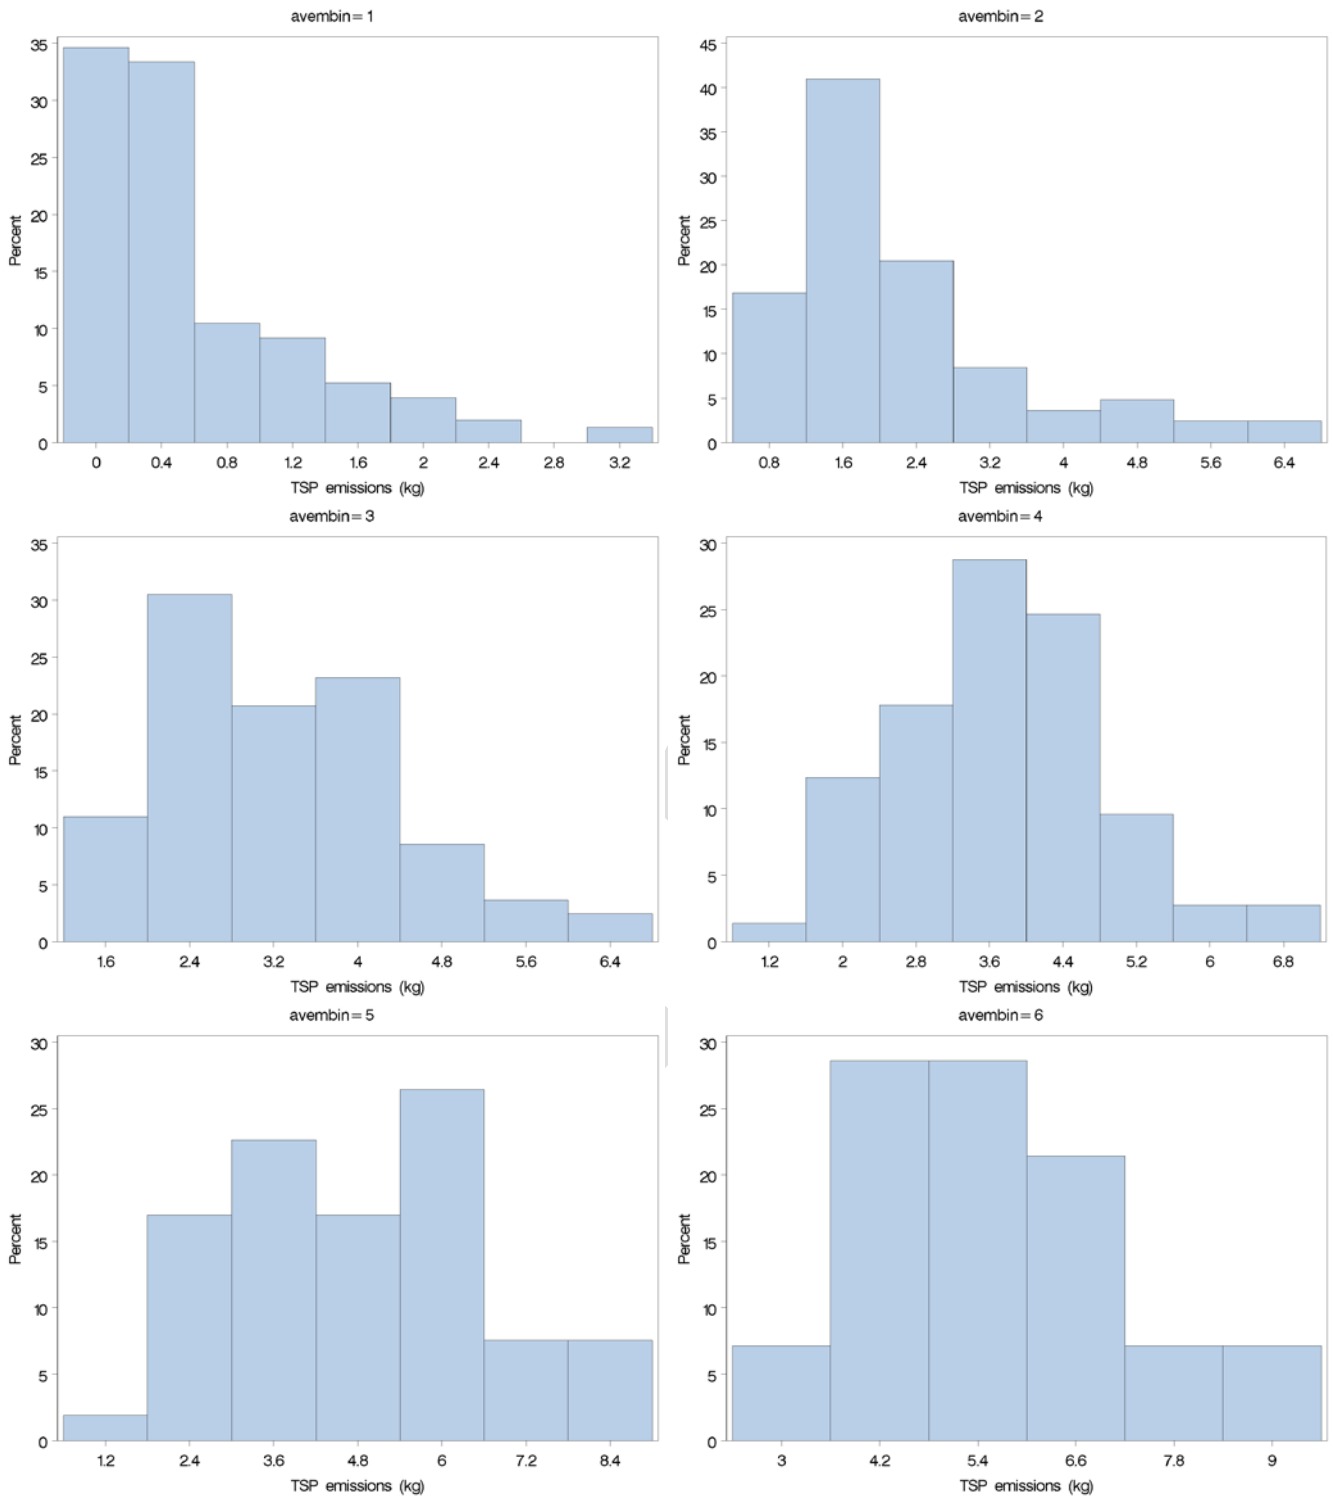 avembin= 1
35
30
25
20
15
10
5
0
Percent
0 0.4 0.8 1.2 1.6 2 2.4 2.8 3.2
TSP emissions (kg)
avembin= 2
45
40
35
30
25
20
15
10
5
0
Percent
0.8 1.6 2.4 3.2 4 4.8 5.6 6.4
TSP emissions (kg)
avembin= 3
35
30
25
20
15
10
5
0
Percent
1.6 2.4 3.2 4 4.8 5.6 6.4
TSP emissions (kg)
avembin= 4
30
25
20
15
10
5
0
Percent
1.2 2 2.8 3.6 4.4 5.2 6 6.8
TSP emissions (kg)
avembin= 5
30
25
20
15
10
5
0
Percent
1.2 2.4 3.6 4.8 6 7.2 8.4
TSP emissions (kg)
avembin= 6
30
25
20
15
10
5
0
Percent
3 4.2 5.4 6.6 7.8 9
TSP emissions (kg)